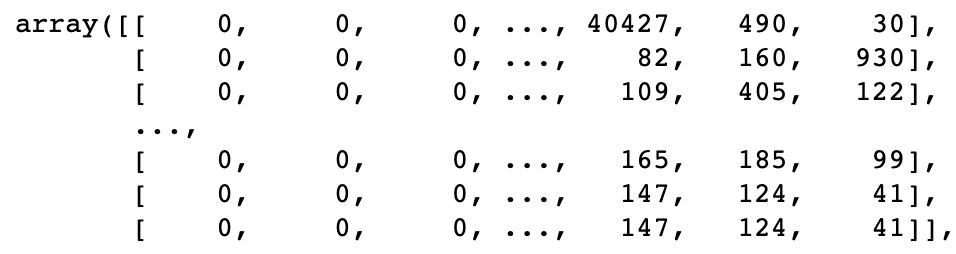 array([[    0,     0,     0, ..., 40427,   490,    30],
       [    0,     0,     0, ...,    82,   160,   930],
       [    0,     0,     0, ...,   109,   405,   122],
       ...,
       [    0,     0,     0, ...,   165,   185,    99],
       [    0,     0,     0, ...,   147,   124,    41],
       [    0,     0,     0, ...,   147,   124,    41]],